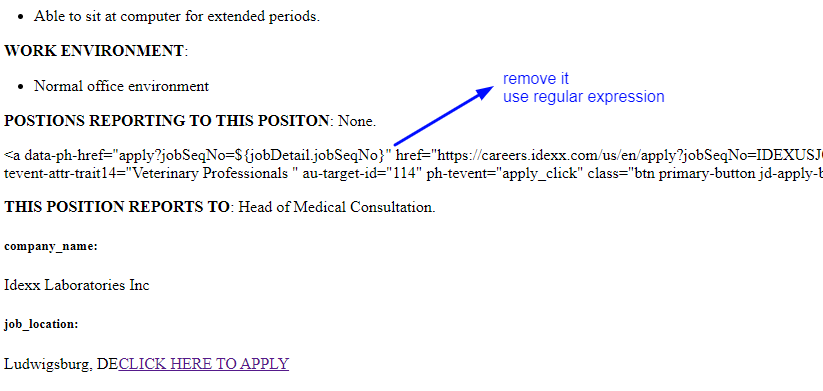 • Able to sit at computer for extended periods.
WORK ENVIRONMENT:
• Normal office environment
remove it
use regular expression
POSTIONS REPORTING TO THIS POSITON: None.
<a data-ph-href="apply?jobSeqNo=${jobDetail.jobSeqNo}" href="https://careers.idexx.com/us/en/apply?jobSeqNo=IDEXUSJ
tevent-attr-trait14="Veterinary Professionals " au-target-id="114" ph-tevent="apply_click" class="btn primary-button jd-apply-b
THIS POSITION REPORTS TO: Head of Medical Consultation.
company_name:
Idexx Laboratories Inc
job_location:
Ludwigsburg, DECLICK HERE TO APPLY